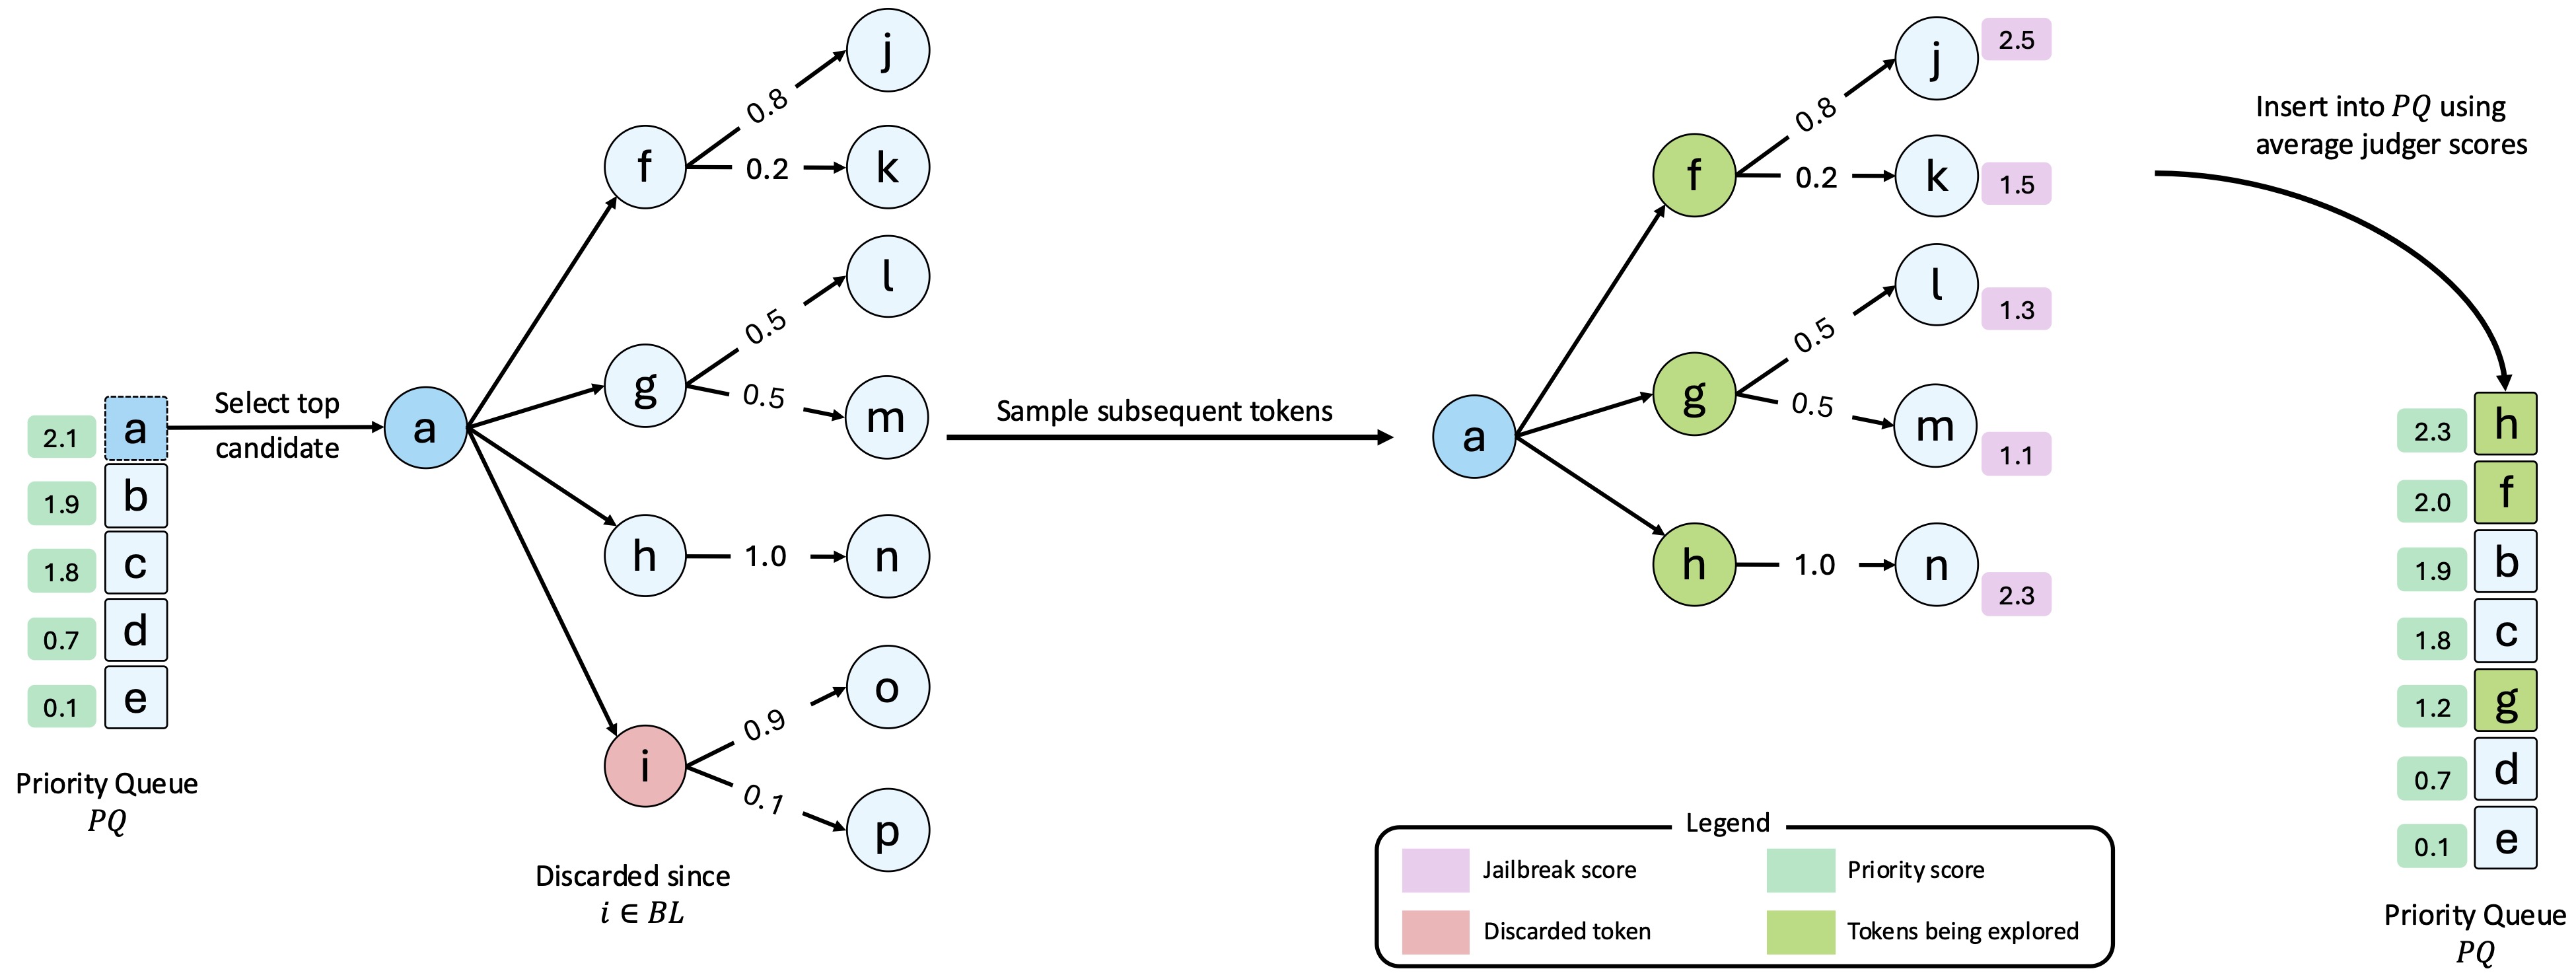 2.1
a
1.9
b
1.8
c
0.7
d
0.1
e
Priority Queue
PQ
Select top
candidate
a
f
g
h
i
0.8
0.2
0.5
0.5
1.0
0.9
0.1
j
k
l
m
n
o
p
Discarded since
i ∈ BL
Sample subsequent tokens
a
f
g
h
0.8
0.2
0.5
0.5
1.0
j
2.5
k
1.5
l
1.3
m
1.1
n
2.3
Insert into PQ using
average judger scores
2.3
h
2.0
f
1.9
b
1.8
c
1.2
g
0.7
d
0.1
e
Priority Queue
PQ
Legend
Jailbreak score
Priority score
Discarded token
Tokens being explored